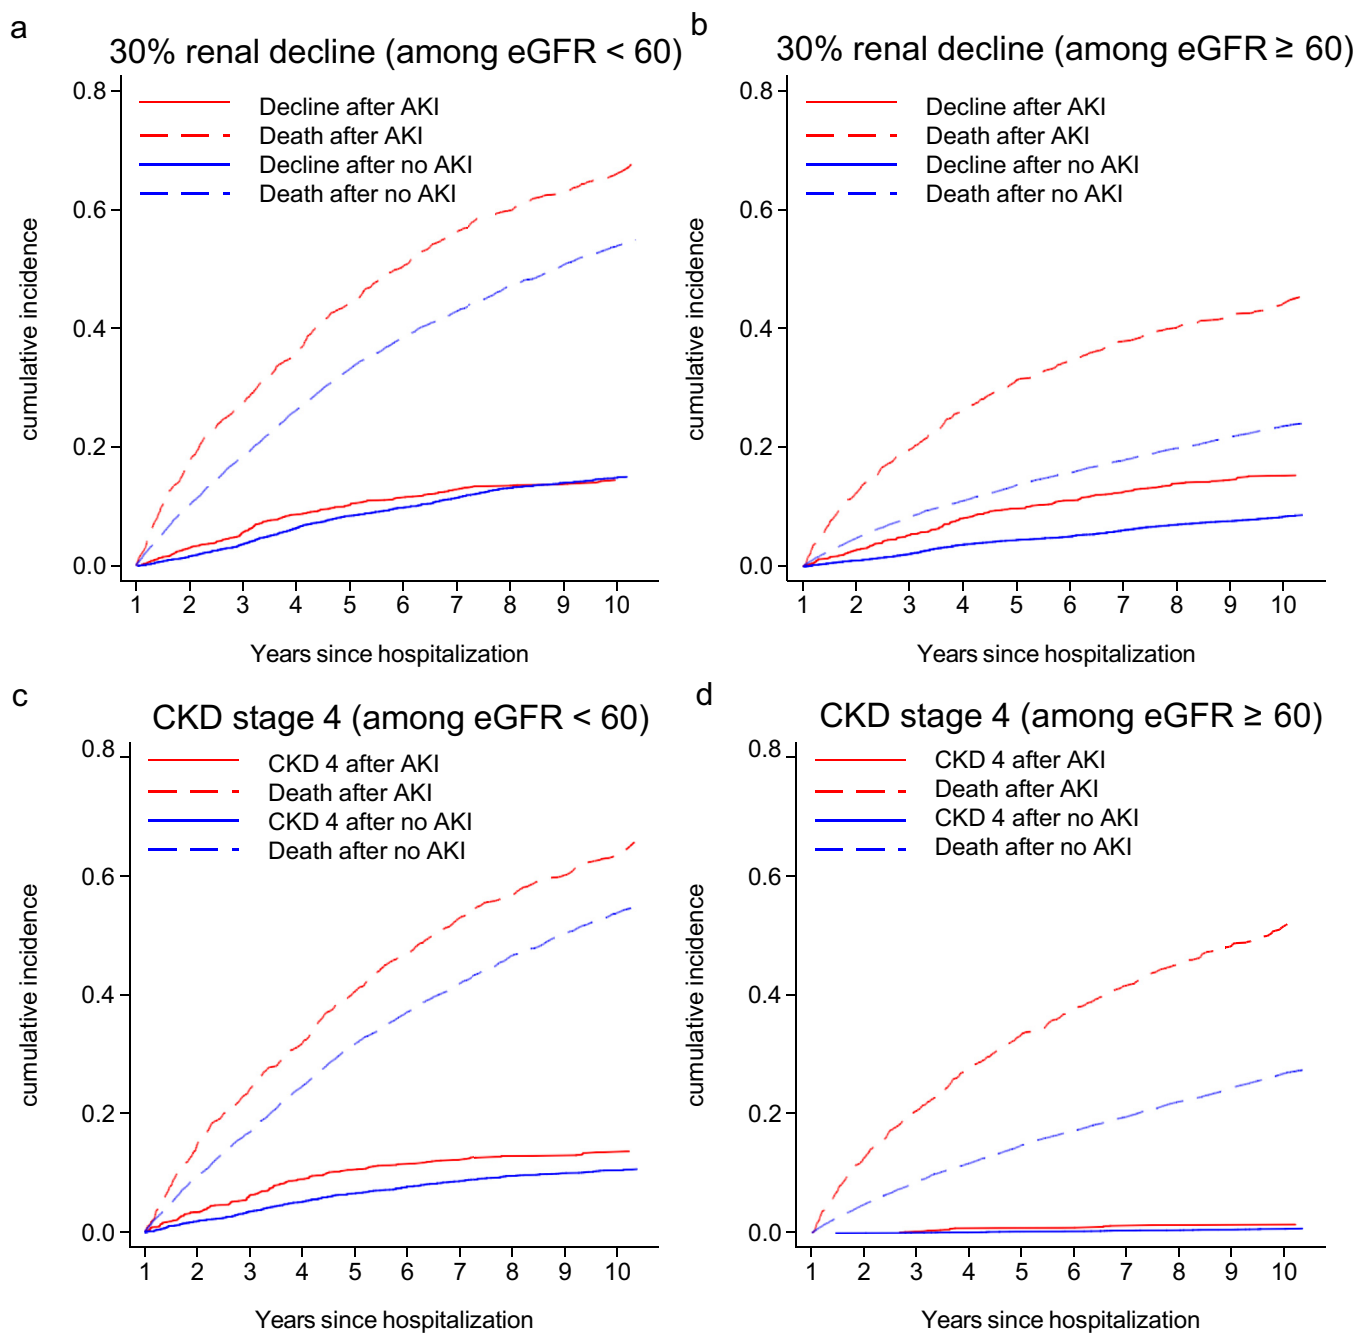 a
30% renal decline (among eGFR < 60)
0.8
0.6
0.4
0.2
0.0
cumulative incidence
Decline after AKI
Death after AKI
Decline after no AKI
Death after no AKI
1 2 3 4 5 6 7 8 9 10
Years since hospitalization
b
30% renal decline (among eGFR ≥ 60)
0.8
0.6
0.4
0.2
0.0
cumulative incidence
Decline after AKI
Death after AKI
Decline after no AKI
Death after no AKI
1 2 3 4 5 6 7 8 9 10
Years since hospitalization
c
CKD stage 4 (among eGFR < 60)
0.8
0.6
0.4
0.2
0.0
cumulative incidence
CKD 4 after AKI
Death after AKI
CKD 4 after no AKI
Death after no AKI
1 2 3 4 5 6 7 8 9 10
Years since hospitalization
d
CKD stage 4 (among eGFR ≥ 60)
0.8
0.6
0.4
0.2
0.0
cumulative incidence
CKD 4 after AKI
Death after AKI
CKD 4 after no AKI
Death after no AKI
1 2 3 4 5 6 7 8 9 10
Years since hospitalization